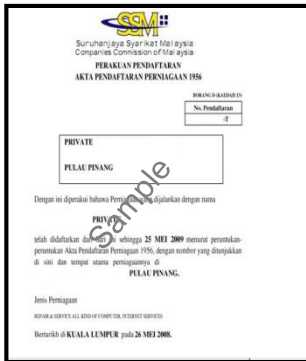 SSM
Suruhanjaya Syarikat Malaysia
Companies Commission of Malaysia
PERAKUAN PENDAFTARAN
AKTA PENDAFTARAN PERNIAGAAN 1956
BORANG D (KAEDAH 13)
No. Pendaftaran
-T
PRIVATE
PULAU PINANG
Sample
Dengan ini diperakui bahawa Perniagaan yang dijalankan dengan nama
PRIVATE
telah didaftarkan dari hari ini sehingga 25 MEI 2009 menurut peruntukan-
peruntukan Akta Pendaftaran Perniagaan 1956, dengan nombor yang ditunjukkan
di sini dan tempat utama perniagaannya di
PULAU PINANG.
Jenis Perniagaan
REPAIR & SERVICE ALL KIND OF COMPUTER, INTERNET SERVICES
Bertarikh di KUALA LUMPUR pada 26 MEI 2008.